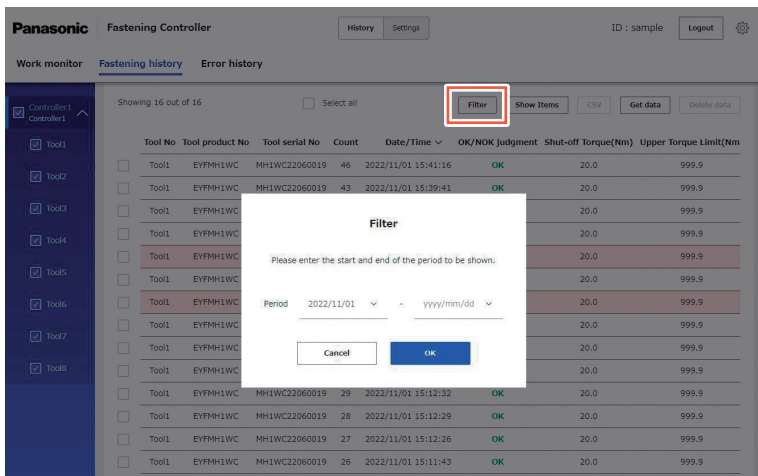 Panasonic Fastening Controller History Settings ID : sample Logout
Work monitor Fastening history Error history
Showing 16 out of 16 Select all Filter Show Items CSV Get data Delete data
Controller1
Controller1
Tool1
Tool2
Tool3
Tool4
Tool5
Tool6
Tool7
Tool8
Tool No Tool product No Tool serial No Count Date/Time OK/NOK judgment Shut-off Torque(Nm) Upper Torque Limit(Nm
Tool1 EYFMH1WC MH1WC22060019 46 2022/11/01 15:41:16 OK 20.0 999.9
Tool1 EYFMH1WC MH1WC22060019 43 2022/11/01 15:39:41 OK 20.0 999.9
Tool1 EYFMH1WC 20.0 999.9
Tool1 EYFMH1WC 20.0 999.9
Tool1 EYFMH1WC 20.0 999.9
Tool1 EYFMH1WC 20.0 999.9
Tool1 EYFMH1WC 20.0 999.9
Tool1 EYFMH1WC 20.0 999.9
Tool1 EYFMH1WC 20.0 999.9
Tool1 EYFMH1WC 20.0 999.9
Tool1 EYFMH1WC MH1WC22060019 29 2022/11/01 15:12:32 OK 20.0 999.9
Tool1 EYFMH1WC MH1WC22060019 28 2022/11/01 15:12:29 OK 20.0 999.9
Tool1 EYFMH1WC MH1WC22060019 27 2022/11/01 15:12:26 OK 20.0 999.9
Tool1 EYFMH1WC MH1WC22060019 26 2022/11/01 15:11:43 OK 20.0 999.9
Filter
Please enter the start and end of the period to be shown.
Period 2022/11/01 - yyyy/mm/dd
Cancel OK